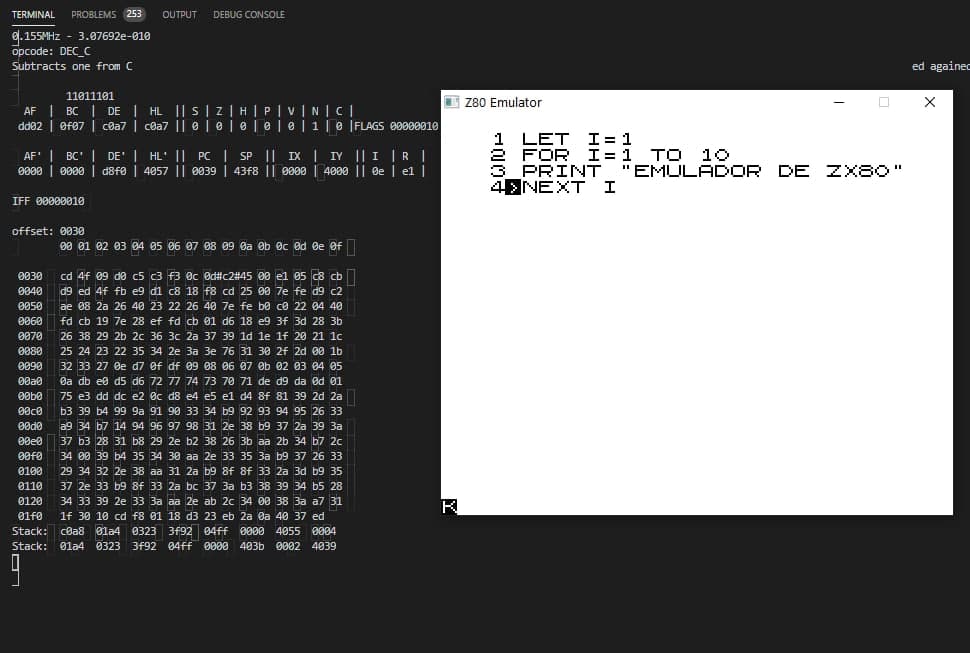 TERMINAL PROBLEMS 253 OUTPUT DEBUG CONSOLE
0.155MHz - 3.07692e-010
opcode: DEC_C
Subtracts one from C
ed agained
11011101
AF | BC | DE | HL || S | Z | H | P | V | N | C |
dd02 | 0f07 | c0a7 | c0a7 || 0 | 0 | 0 | 0 | 0 | 1 | 0 |FLAGS 00000010
AF' | BC' | DE' | HL' || PC | SP || IX | IY || I | R |
0000 | 0000 | d8f0 | 4057 || 0039 | 43f8 || 0000 | 4000 || 0e | e1 |
IFF 00000010
offset: 0030
00 01 02 03 04 05 06 07 08 09 0a 0b 0c 0d 0e 0f
0030 cd 4f 09 d0 c5 c3 f3 0c 0d#c2#45 00 e1 05 c8 cb
0040 d9 ed 4f fb e9 d1 c8 18 f8 cd 25 00 7e fe d9 c2
0050 ae 08 2a 26 40 23 22 26 40 7e fe b0 c0 22 04 40
0060 fd cb 19 7e 28 ef fd cb 01 d6 18 e9 3f 3d 28 3b
0070 26 38 29 2b 2c 36 3c 2a 37 39 1d 1e 1f 20 21 1c
0080 25 24 23 22 35 34 2e 3a 3e 76 31 30 2f 2d 00 1b
0090 32 33 27 0e d7 0f df 09 08 06 07 0b 02 03 04 05
00a0 0a db e0 d5 d6 72 77 74 73 70 71 de d9 da 0d 01
00b0 75 e3 dd dc e2 0c d8 e4 e5 e1 d4 8f 81 39 2d 2a
00c0 b3 39 b4 99 9a 91 90 33 34 b9 92 93 94 95 26 33
00d0 a9 34 b7 14 94 96 97 98 31 2e 38 b9 37 2a 39 3a
00e0 37 b3 28 31 b8 29 2e b2 38 26 3b aa 2b 34 b7 2c
00f0 34 00 39 b4 35 34 30 aa 2e 33 35 3a b9 37 26 33
0100 29 34 32 2e 38 aa 31 2a b9 8f 8f 33 2a 3d b9 35
0110 37 2e 33 b9 8f 33 2a bc 37 3a b3 38 39 34 b5 28
0120 34 33 39 2e 33 3a aa 2e ab 2c 34 00 38 3a a7 31
01f0 1f 30 10 cd f8 01 18 d3 23 eb 2a 0a 40 37 ed
Stack: c0a8 01a4 0323 3f92 04ff 0000 4055 0004
Stack: 01a4 0323 3f92 04ff 0000 403b 0002 4039
Z80 Emulator
1 LET I=1
2 FOR I=1 TO 10
3 PRINT "EMULADOR DE ZX80"
4>NEXT I
K